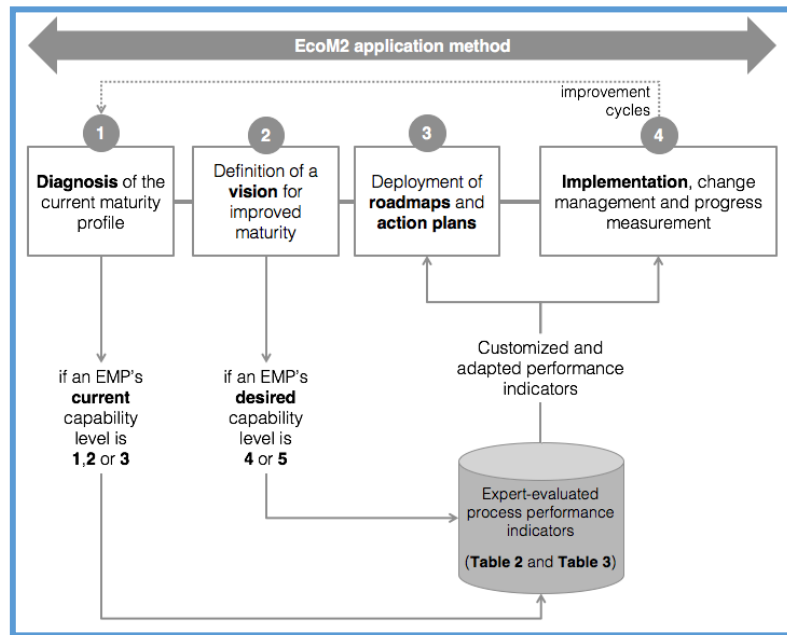 EcoM2 application method
improvement
cycles
1
2
3
4
Diagnosis of the
current maturity
profile
Definition of a
vision for
improved
maturity
Deployment of
roadmaps and
action plans
Implementation, change
management and progress
measurement
if an EMP's
current
capability
level is
1,2 or 3
if an EMP's
desired
capability
level is
4 or 5
Customized and
adapted performance
indicators
Expert-evaluated
process performance
indicators
(Table 2 and Table 3)